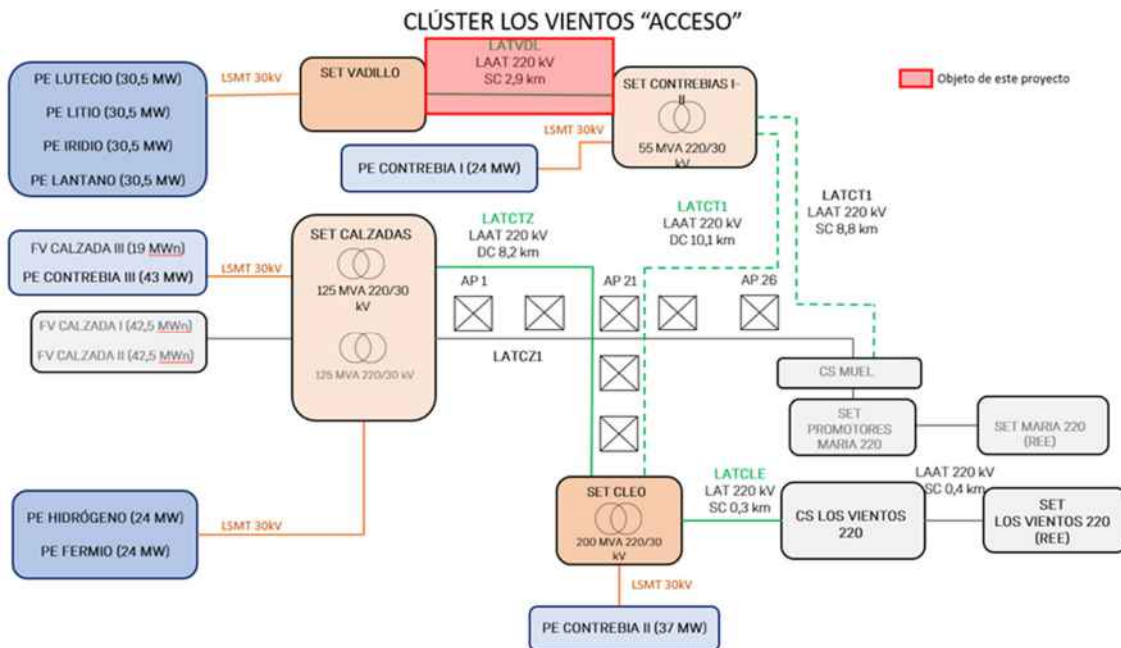 CLÚSTER LOS VIENTOS “ACCESO”
PE LUTECIO (30,5 MW)
PE LITIO (30,5 MW)
PE IRIDIO (30,5 MW)
PE LANTANO (30,5 MW)
LSMT 30kV
SET VADILLO
LATVDL
LAAT 220 kV
SC 2,9 km
SET CONTREBIAS I-
II
55 MVA 220/30
kV
Objeto de este proyecto
LSMT 30kV
PE CONTREBIA I (24 MW)
LATCTZ
LAAT 220 kV
DC 8,2 km
LATCT1
LAAT 220 kV
DC 10,1 km
LATCT1
LAAT 220 kV
SC 8,8 km
FV CALZADA III (19 MWn)
PE CONTREBIA III (43 MW)
LSMT 30kV
SET CALZADAS
125 MVA 220/30
kV
125 MVA 220/30 kV
AP 1
AP 21
AP 26
FV CALZADA I (42,5 MWn)
FV CALZADA II (42,5 MWn)
LATCZ1
CS MUEL
SET
PROMOTORES
MARIA 220
SET MARIA 220
(REE)
PE HIDRÓGENO (24 MW)
PE FERMIO (24 MW)
LSMT 30kV
SET CLEO
200 MVA 220/30
kV
LATCLE
LAT 220 kV
SC 0,3 km
CS LOS VIENTOS
220
LAAT 220 kV
SC 0,4 km
SET
LOS VIENTOS 220
(REE)
LSMT 30kV
PE CONTREBIA II (37 MW)